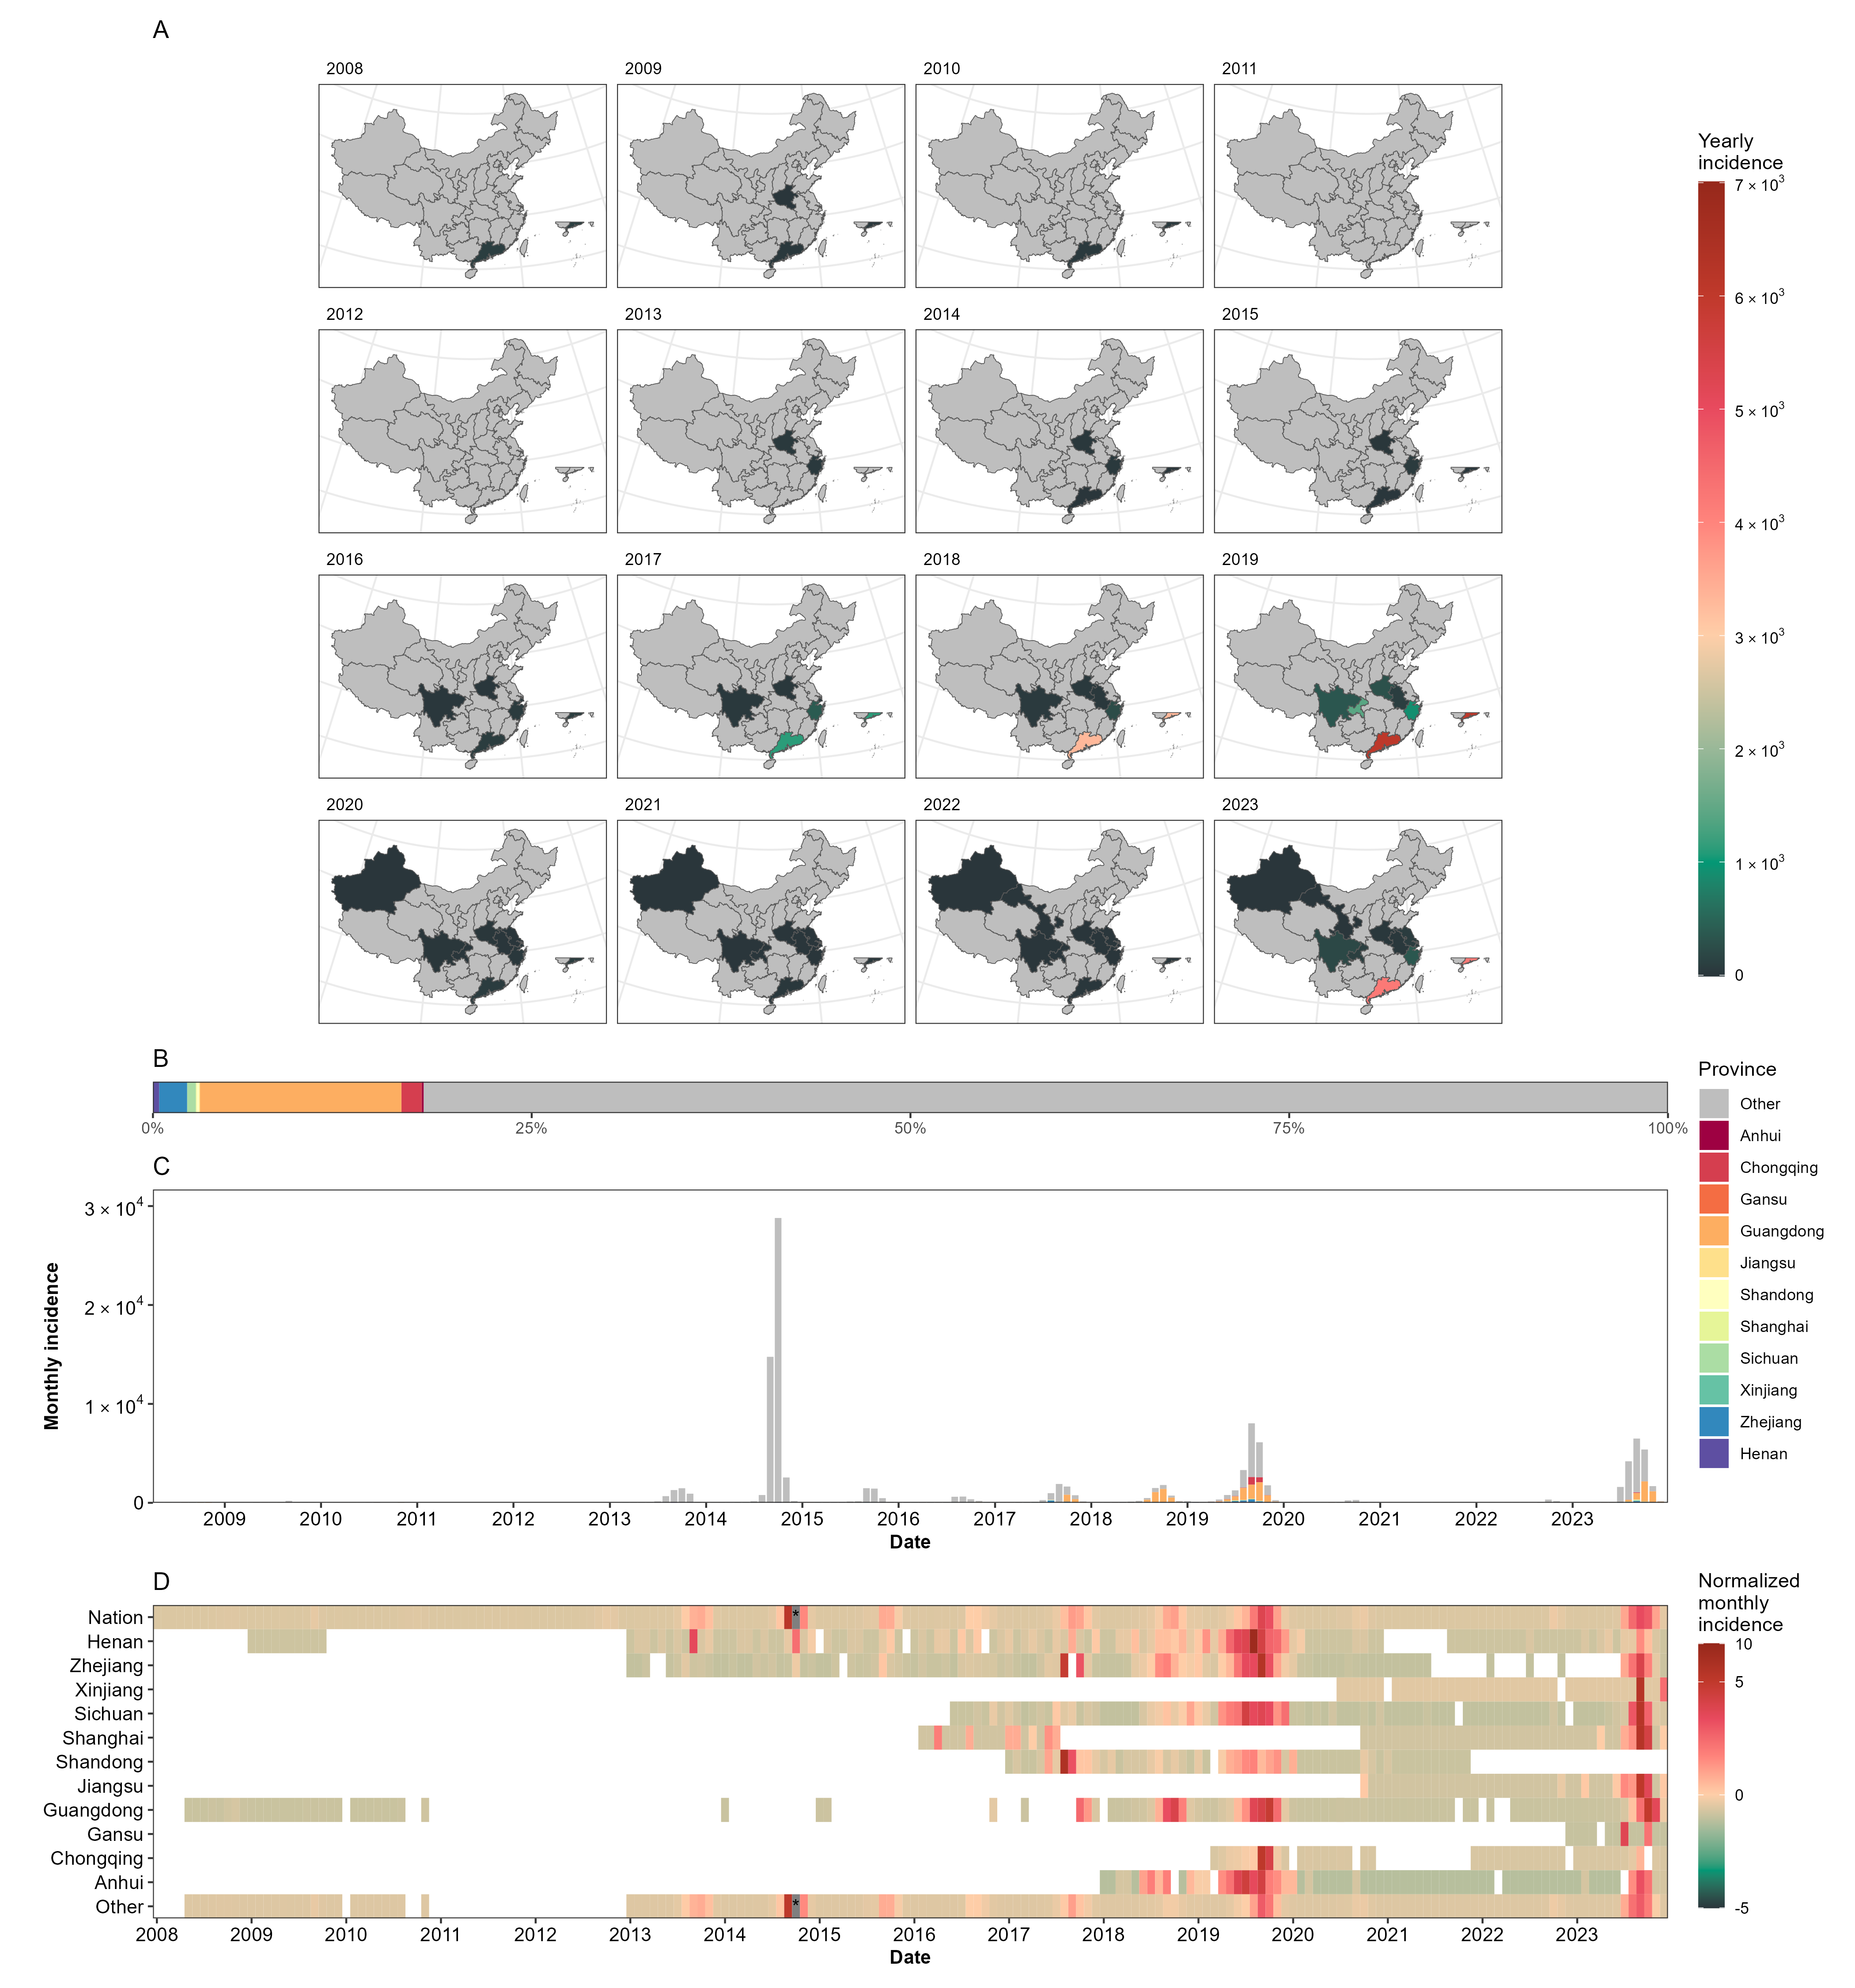 A
2008
2009
2010
2011
2012
2013
2014
2015
2016
2017
2018
2019
2020
2021
2022
2023
Yearly
incidence
7 × 10³
6 × 10³
5 × 10³
4 × 10³
3 × 10³
2 × 10³
1 × 10³
0
B
0%
25%
50%
75%
100%
Province
Other
Anhui
Chongqing
Gansu
Guangdong
Jiangsu
Shandong
Shanghai
Sichuan
Xinjiang
Zhejiang
Henan
C
Monthly incidence
3 × 10⁴
2 × 10⁴
1 × 10⁴
0
2009 2010 2011 2012 2013 2014 2015 2016 2017 2018 2019 2020 2021 2022 2023
Date
D
Nation
Henan
Zhejiang
Xinjiang
Sichuan
Shanghai
Shandong
Jiangsu
Guangdong
Gansu
Chongqing
Anhui
Other
*
*
2008 2009 2010 2011 2012 2013 2014 2015 2016 2017 2018 2019 2020 2021 2022 2023
Date
Normalized
monthly
incidence
10
5
0
-5